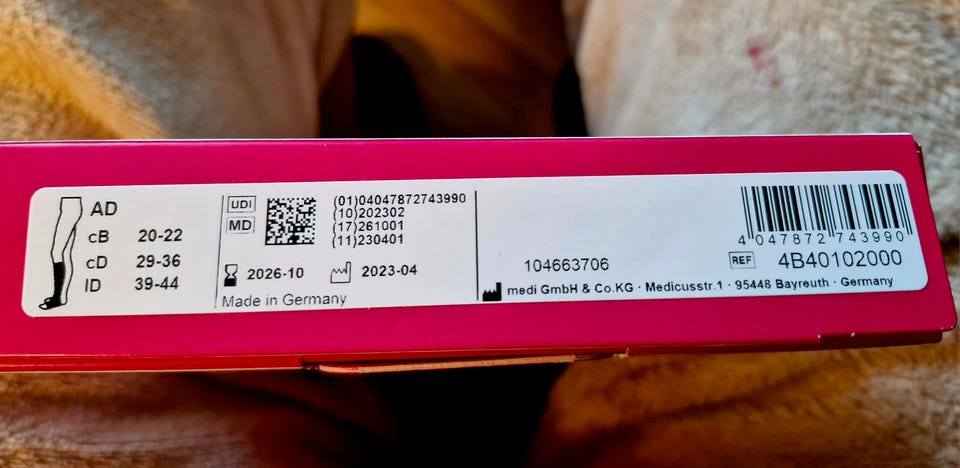 AD
cB 20-22
cD 29-36
lD 39-44
UDI
MD
(01)04047872743990
(10)202302
(17)261001
(11)230401
2026-10 2023-04
Made in Germany
104663706
medi GmbH & Co.KG · Medicusstr.1 · 95448 Bayreuth · Germany
4 047872 743990
REF 4B40102000